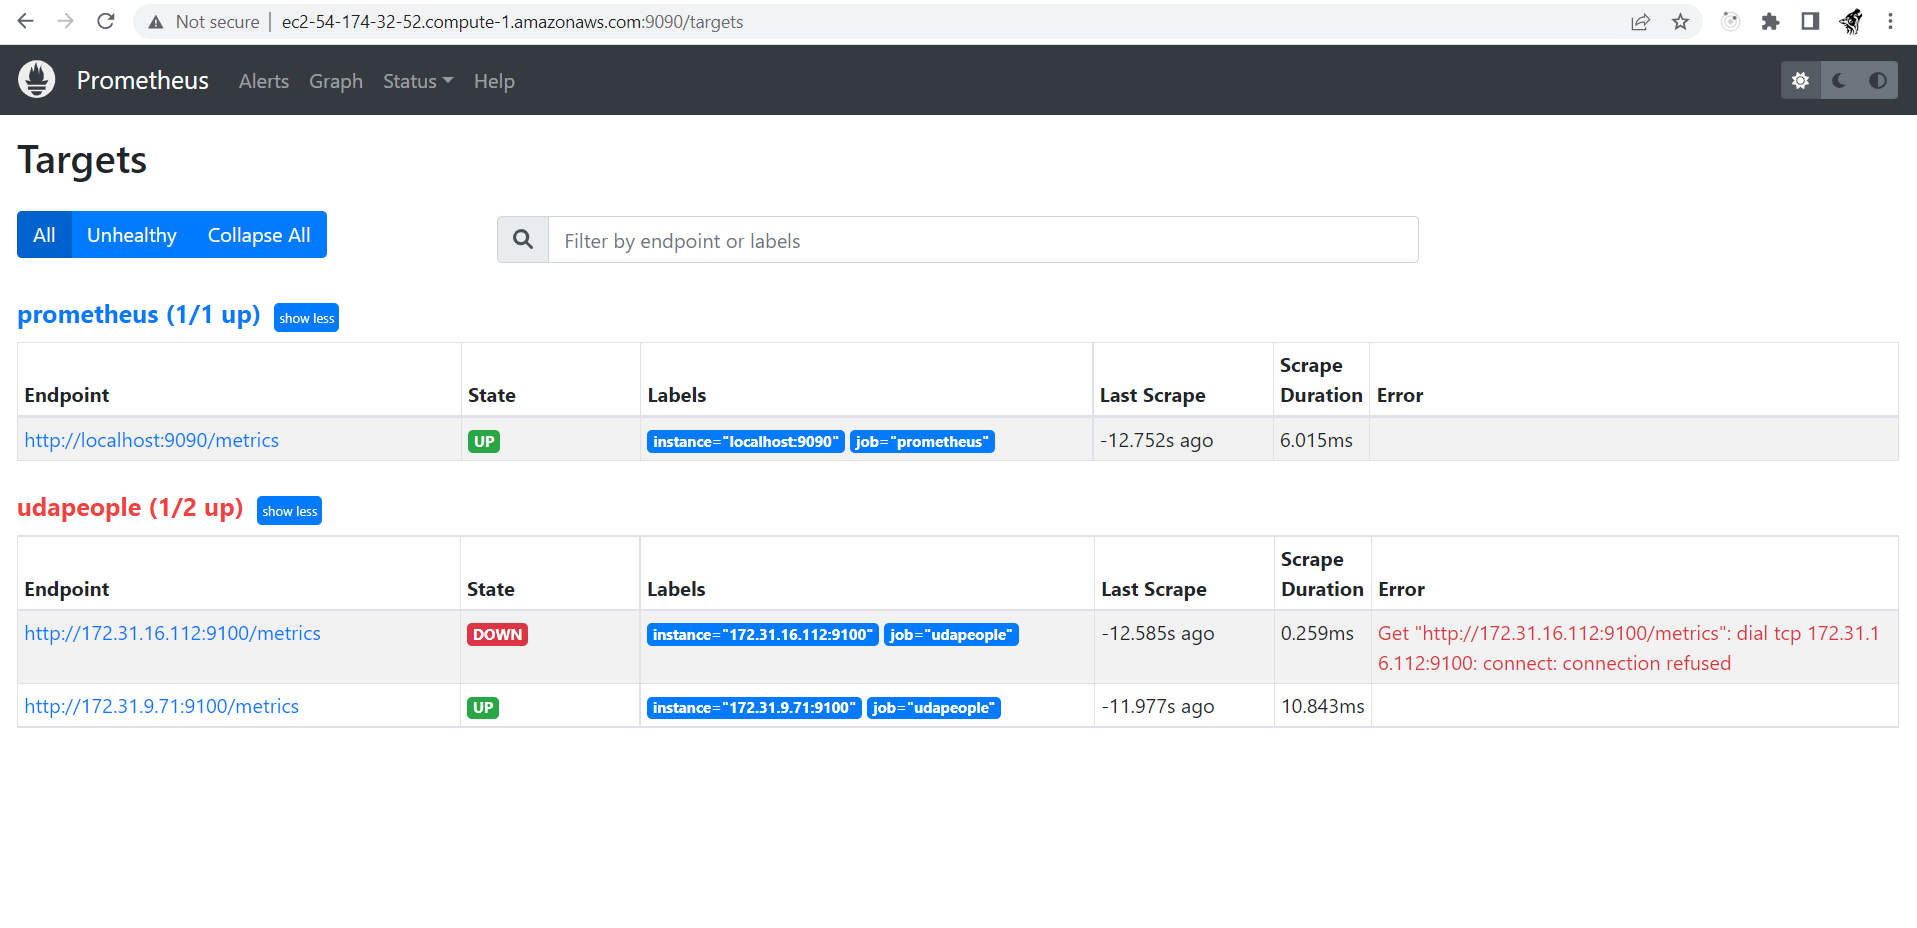 Not secure | ec2-54-174-32-52.compute-1.amazonaws.com:9090/targets
Prometheus Alerts Graph Status Help
Targets
All Unhealthy Collapse All
Filter by endpoint or labels
prometheus (1/1 up) show less
Endpoint State Labels Last Scrape Scrape Duration Error
http://localhost:9090/metrics UP instance="localhost:9090" job="prometheus" -12.752s ago 6.015ms
udapeople (1/2 up) show less
Endpoint State Labels Last Scrape Scrape Duration Error
http://172.31.16.112:9100/metrics DOWN instance="172.31.16.112:9100" job="udapeople" -12.585s ago 0.259ms Get "http://172.31.16.112:9100/metrics": dial tcp 172.31.1
6.112:9100: connect: connection refused
http://172.31.9.71:9100/metrics UP instance="172.31.9.71:9100" job="udapeople" -11.977s ago 10.843ms